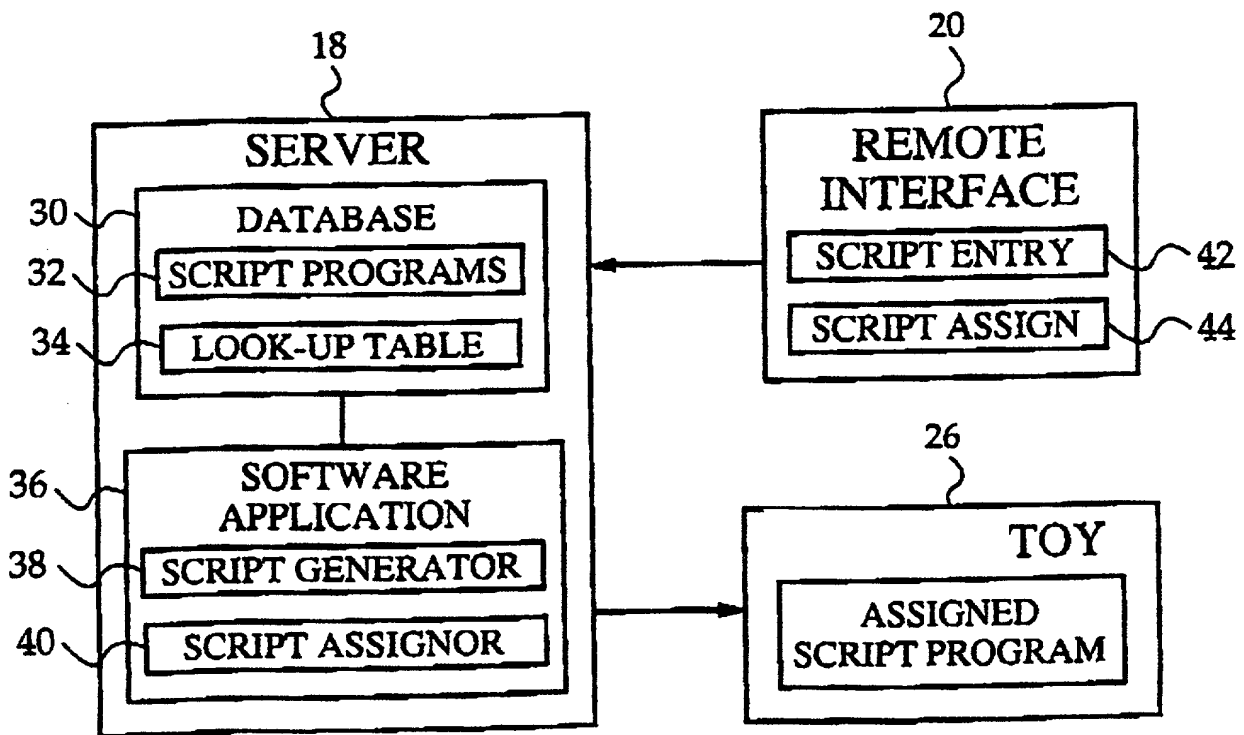 18
SERVER
30
DATABASE
32
SCRIPT PROGRAMS
34
LOOK-UP TABLE
36
SOFTWARE
APPLICATION
38
SCRIPT GENERATOR
40
SCRIPT ASSIGNOR
20
REMOTE
INTERFACE
SCRIPT ENTRY
42
SCRIPT ASSIGN
44
26
TOY
ASSIGNED
SCRIPT PROGRAM